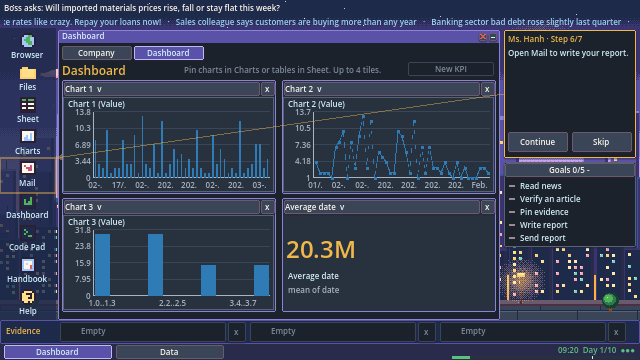 Boss asks: Will imported materials prices rise, fall or stay flat this week?
:e rates like crazy. Repay your loans now! · Sales colleague says customers are buying more than any year · Banking sector bad debt rose slightly last quarter ·
Browser
Files
Sheet
Charts
Mail
Dashboard
Code Pad
Handbook
Help
Dashboard
Company
Dashboard
Dashboard
Pin charts in Charts or tables in Sheet. Up to 4 tiles.
New KPI
Chart 1 v
x
Chart 1 (Value)
13.8
10.3
6.89
3.44
0
02-. 17/. 02-. 202. 02-. 202. 03-.
Chart 2 v
x
Chart 2 (Value)
13.7
10.5
7.36
4.18
1
01/. 02-. 02-. 202. 202. 202. Feb.
Chart 3 v
x
Chart 3 (Value)
31.8
23.9
15.9
7.95
0
1.0..1.3 2.2..2.5 3.4..3.7
Average date v
x
20.3M
Average date
mean of date
Ms. Hanh · Step 6/7
Open Mail to write your report.
Continue
Skip
Goals 0/5 -
Read news
Verify an article
Pin evidence
Write report
Send report
Evidence
Empty
x
Empty
x
Empty
x
Dashboard
Data
09:20 Day 1/10